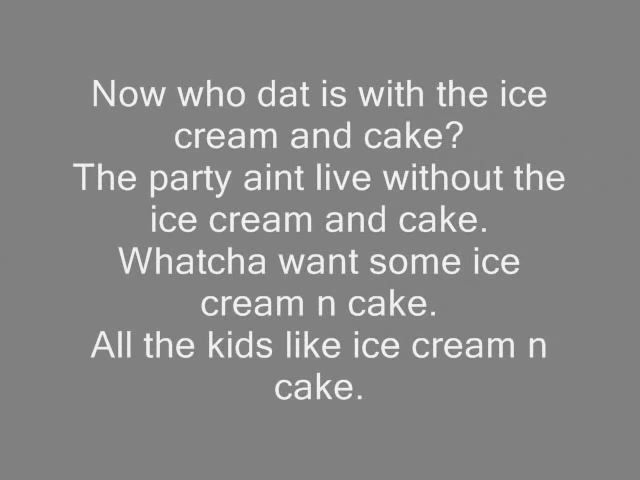 Now who dat is with the ice
cream and cake?
The party aint live without the
ice cream and cake.
Whatcha want some ice
cream n cake.
All the kids like ice cream n
cake.